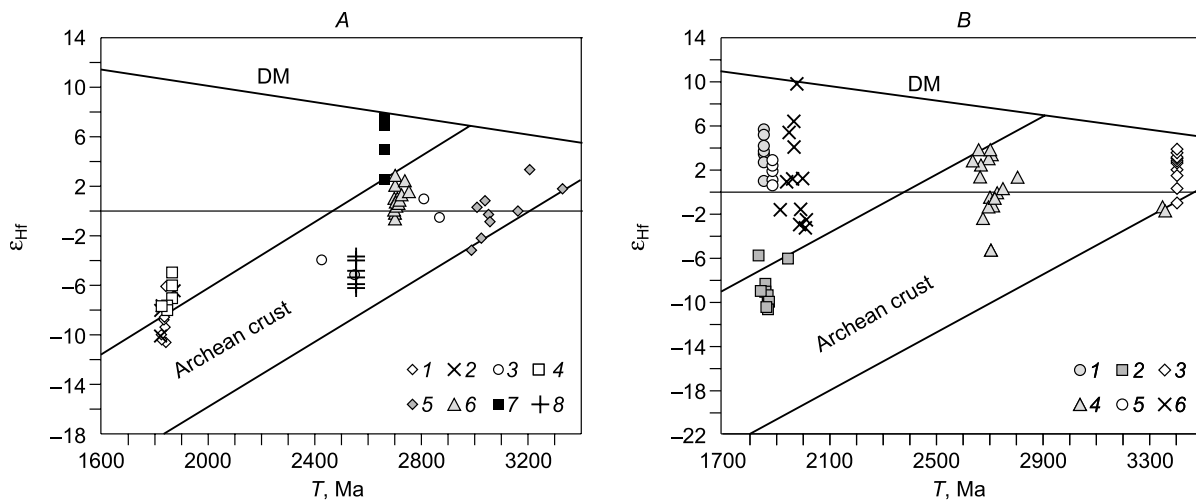 A
14
10
6
2
−2
−6
−10
−14
−18
εHf
DM
Archean crust
1 2 3 4
5 6 7 8
1600 2000 2400 2800 3200
T, Ma
B
14
10
6
2
−2
−6
−10
−14
−18
−22
εHf
DM
Archean crust
1 2 3
4 5 6
1700 2100 2500 2900 3300
T, Ma